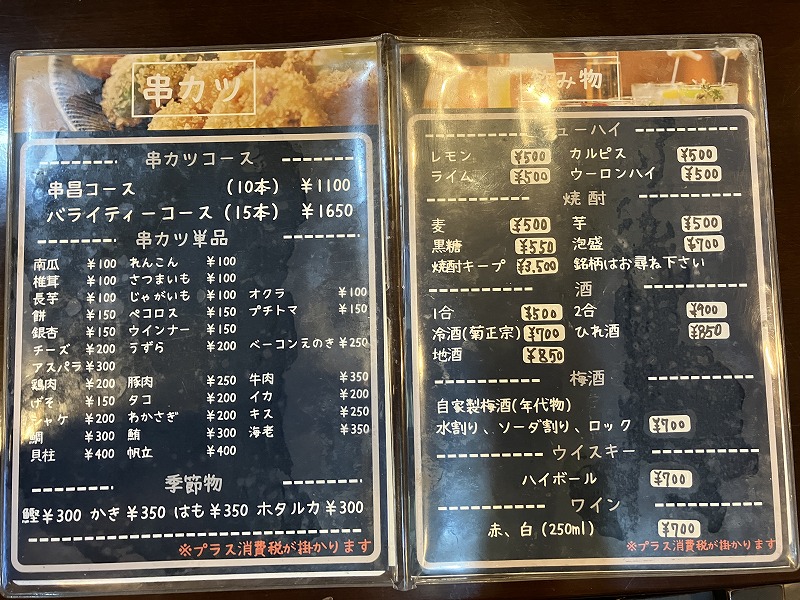 串カツ
串カツコース
串昌コース (10本) ¥1100
バライティーコース (15本) ¥1650
串カツ単品
南瓜 ¥100 れんこん ¥100
椎茸 ¥100 さつまいも ¥100
長芋 ¥100 じゃがいも ¥100 オクラ ¥100
餅 ¥150 ペコロス ¥150 プチトマ ¥150
銀杏 ¥150 ウインナー ¥150
チーズ ¥200 うずら ¥200 ベーコンえのき ¥250
アスパラ ¥300
鶏肉 ¥200 豚肉 ¥250 牛肉 ¥350
げそ ¥150 タコ ¥200 イカ ¥200
シャケ ¥200 わかさぎ ¥200 キス ¥250
鯛 ¥300 鮪 ¥300 海老 ¥350
貝柱 ¥400 帆立 ¥400
季節物
鰹 ¥300 かき ¥350 はも ¥350 ホタルカ ¥300
※プラス消費税が掛かります
飲み物
チューハイ
レモン ¥500 カルピス ¥500
ライム ¥500 ウーロンハイ ¥500
焼酎
麦 ¥500 芋 ¥500
黒糖 ¥550 泡盛 ¥700
焼酎キープ ¥3,500 銘柄はお尋ね下さい
酒
1合 ¥500 2合 ¥900
冷酒(菊正宗) ¥700 ひれ酒 ¥850
地酒 ¥850
梅酒
自家製梅酒(年代物)
水割り、ソーダ割り、ロック ¥700
ウイスキー
ハイボール ¥700
ワイン
赤、白 (250ml) ¥700
※プラス消費税が掛かります